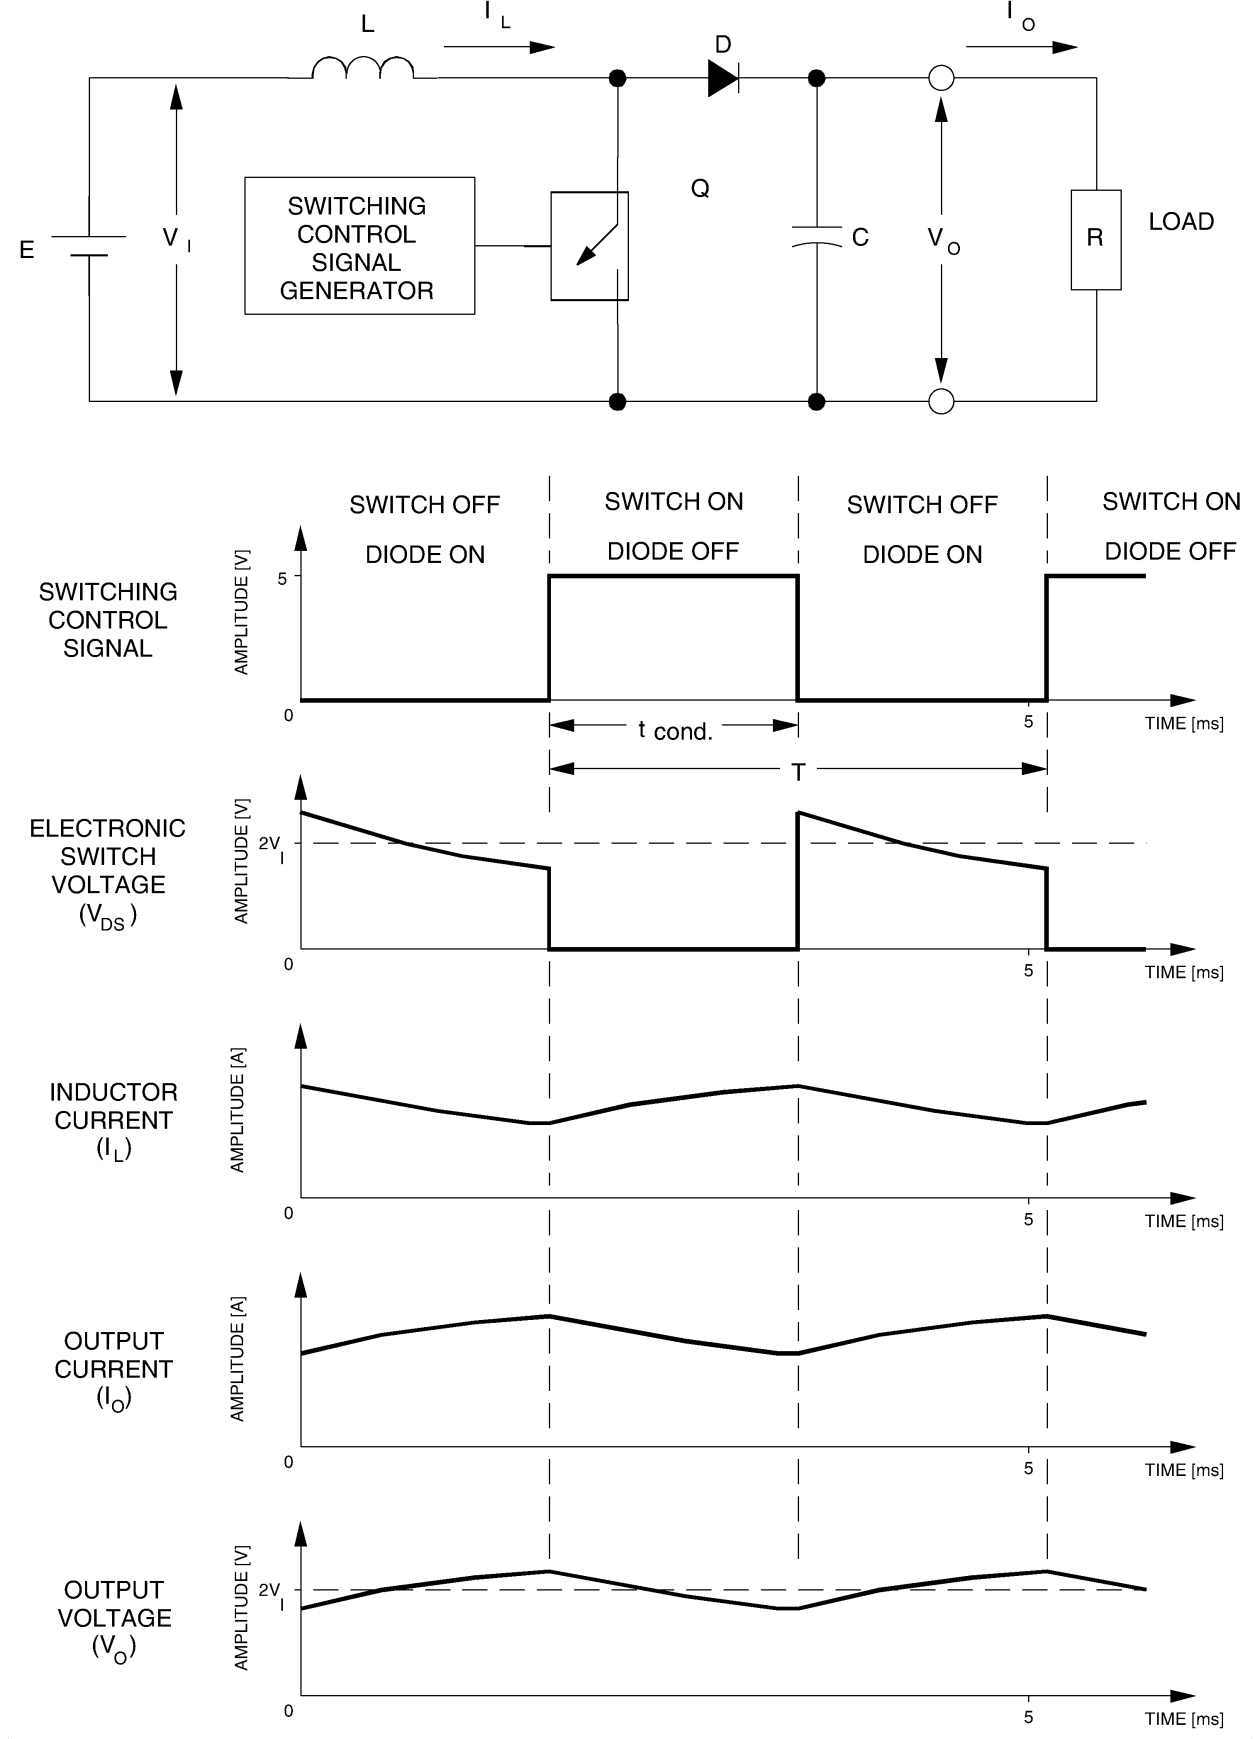 L
I L
D
I O
E
V I
SWITCHING
CONTROL
SIGNAL
GENERATOR
Q
C
V O
R
LOAD
SWITCH OFF
SWITCH ON
SWITCH OFF
SWITCH ON
DIODE ON
DIODE OFF
DIODE ON
DIODE OFF
SWITCHING
CONTROL
SIGNAL
AMPLITUDE [V]
5
0
5
TIME [ms]
t cond.
T
ELECTRONIC
SWITCH
VOLTAGE
(VDS)
AMPLITUDE [V]
2V I
0
5
TIME [ms]
INDUCTOR
CURRENT
(IL)
AMPLITUDE [A]
0
5
TIME [ms]
OUTPUT
CURRENT
(IO)
AMPLITUDE [A]
0
5
TIME [ms]
OUTPUT
VOLTAGE
(VO)
AMPLITUDE [V]
2V I
0
5
TIME [ms]